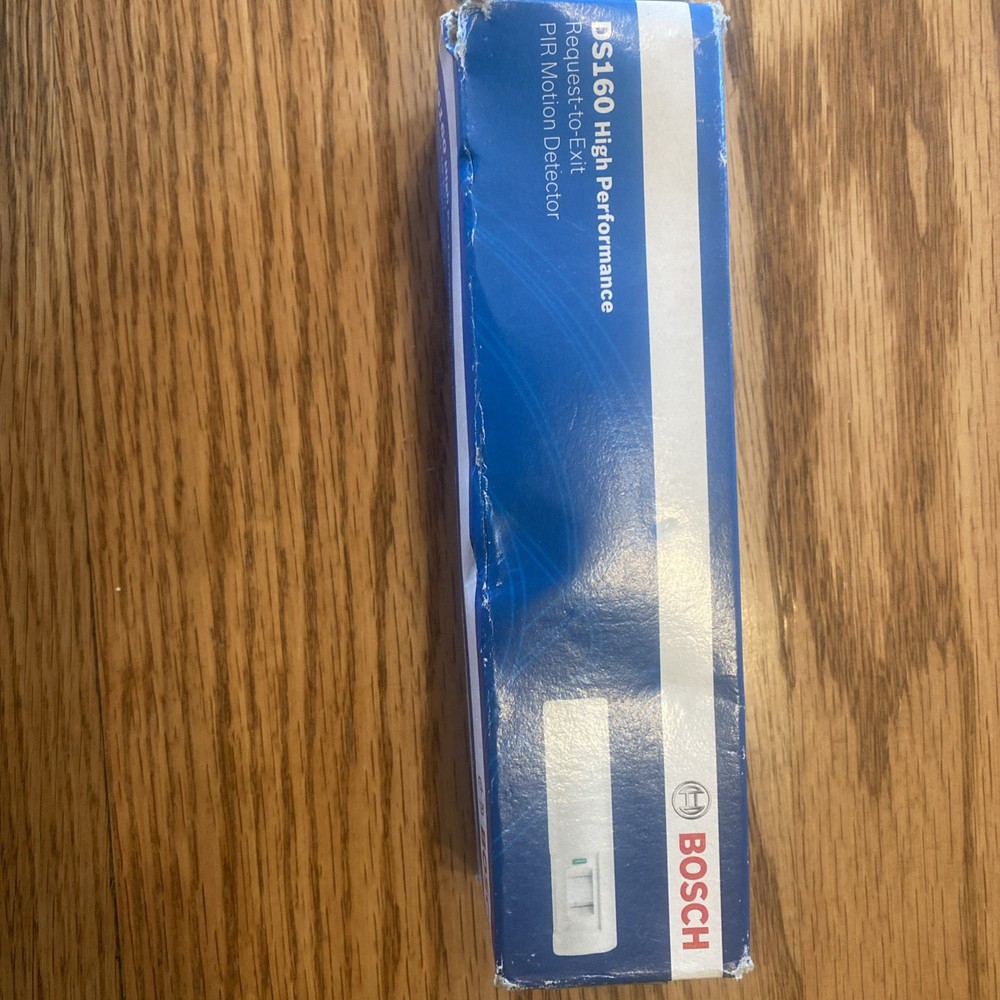 BOSCH
DS160 High Performance
Request-to-Exit
PIR Motion Detector